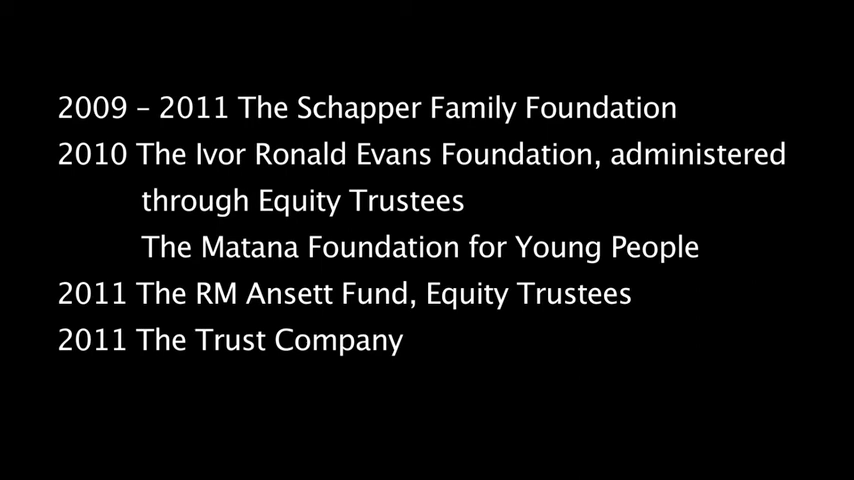 2009 – 2011 The Schapper Family Foundation
2010 The Ivor Ronald Evans Foundation, administered
through Equity Trustees
The Matana Foundation for Young People
2011 The RM Ansett Fund, Equity Trustees
2011 The Trust Company